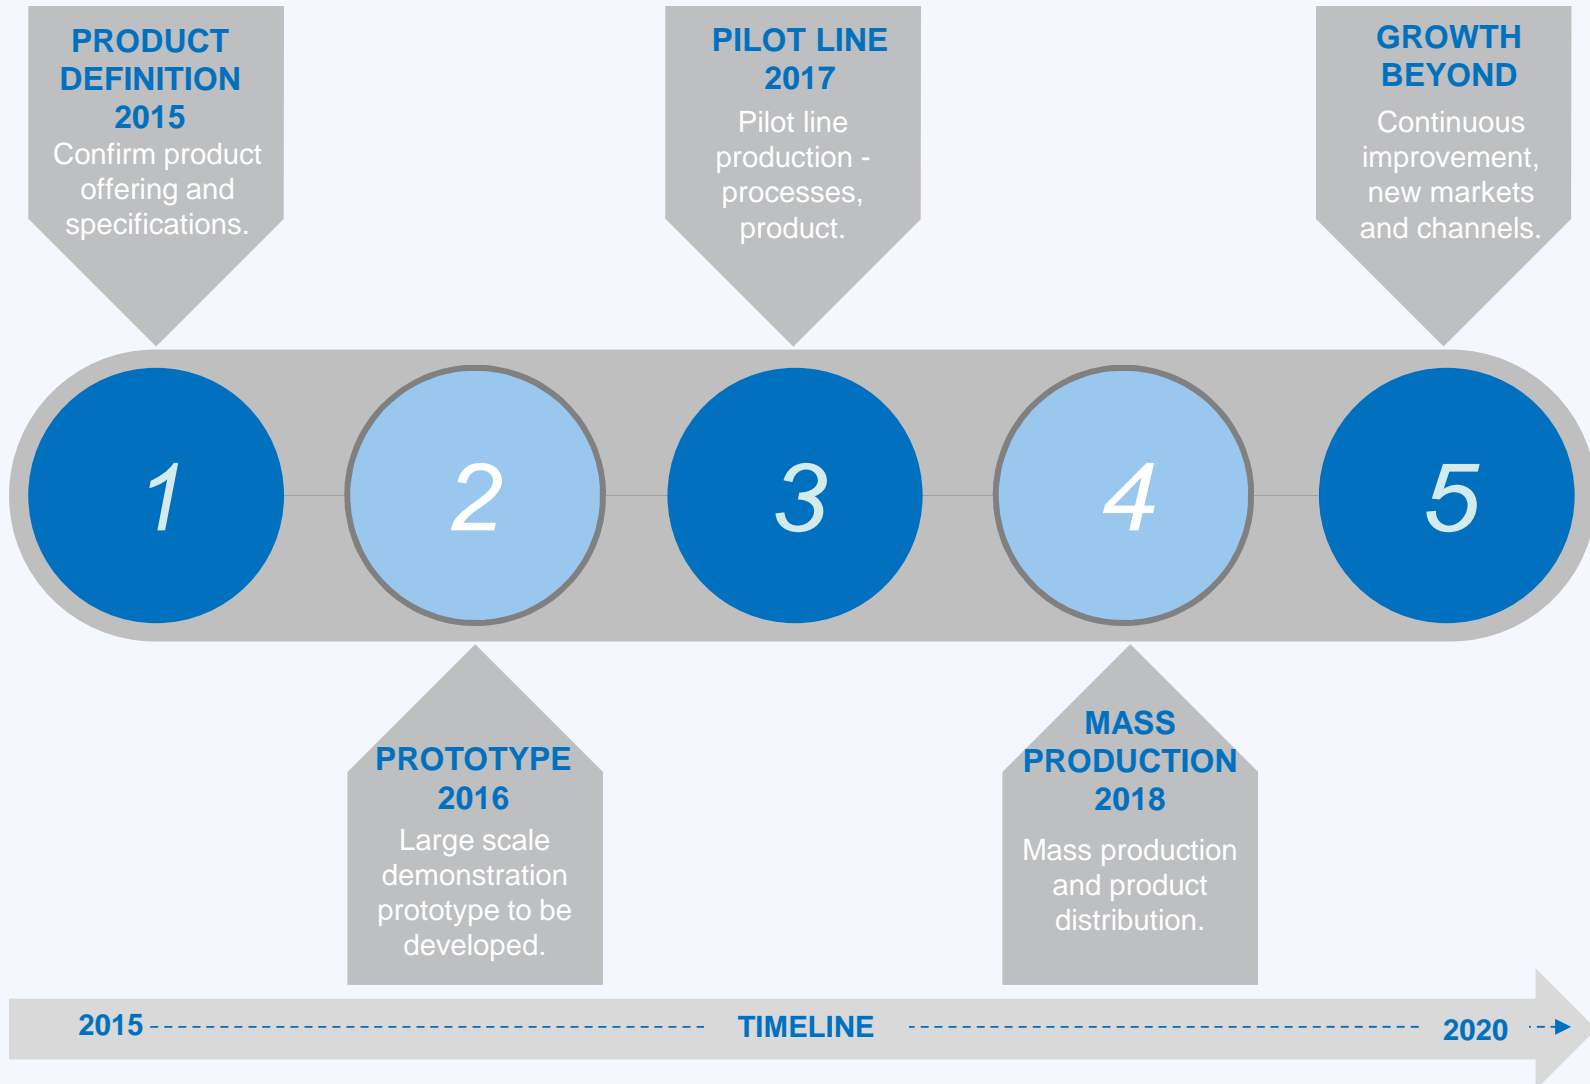 PRODUCT
DEFINITION
2015
Confirm product
offering and
specifications.
PILOT LINE
2017
Pilot line
production -
processes,
product.
GROWTH
BEYOND
Continuous
improvement,
new markets
and channels.
1
2
3
4
5
PROTOTYPE
2016
Large scale
demonstration
prototype to be
developed.
MASS
PRODUCTION
2018
Mass production
and product
distribution.
2015 TIMELINE 2020